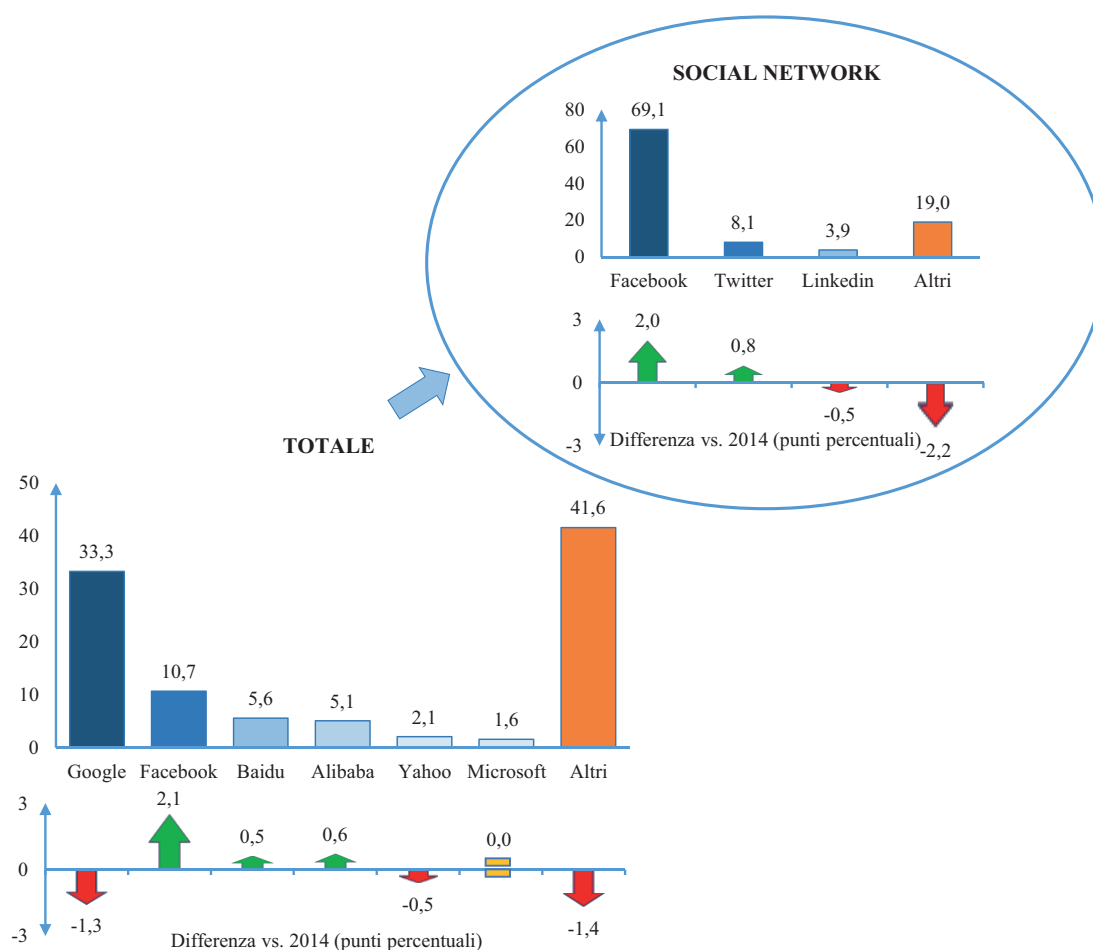 SOCIAL NETWORK
80
60
40
20
0
69,1
8,1
3,9
19,0
Facebook
Twitter
Linkedin
Altri
3
0
-3
2,0
0,8
-0,5
-2,2
Differenza vs. 2014 (punti percentuali)
TOTALE
50
40
30
20
10
0
33,3
10,7
5,6
5,1
2,1
1,6
41,6
Google
Facebook
Baidu
Alibaba
Yahoo
Microsoft
Altri
3
0
-3
-1,3
2,1
0,5
0,6
-0,5
0,0
-1,4
Differenza vs. 2014 (punti percentuali)